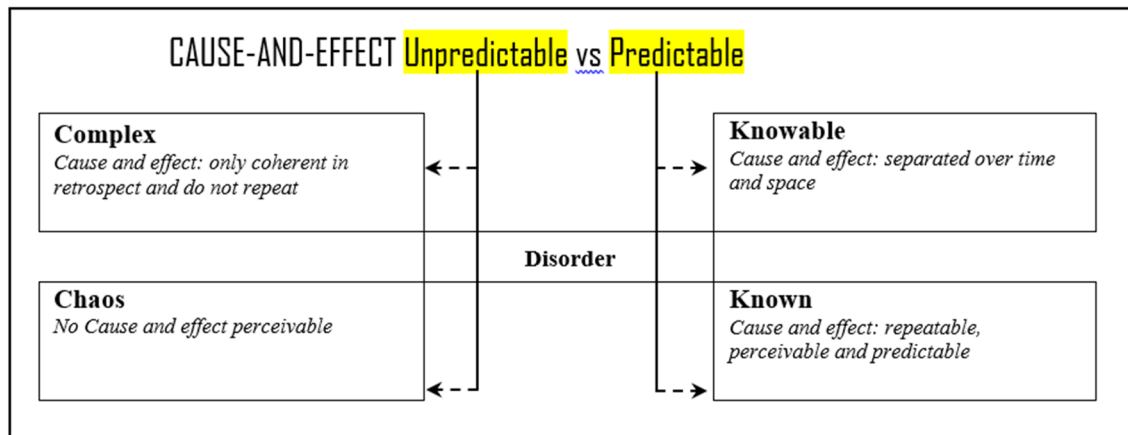 CAUSE-AND-EFFECT Unpredictable vs Predictable
Complex
Cause and effect: only coherent in
retrospect and do not repeat
Knowable
Cause and effect: separated over time
and space
Disorder
Chaos
No Cause and effect perceivable
Known
Cause and effect: repeatable,
perceivable and predictable